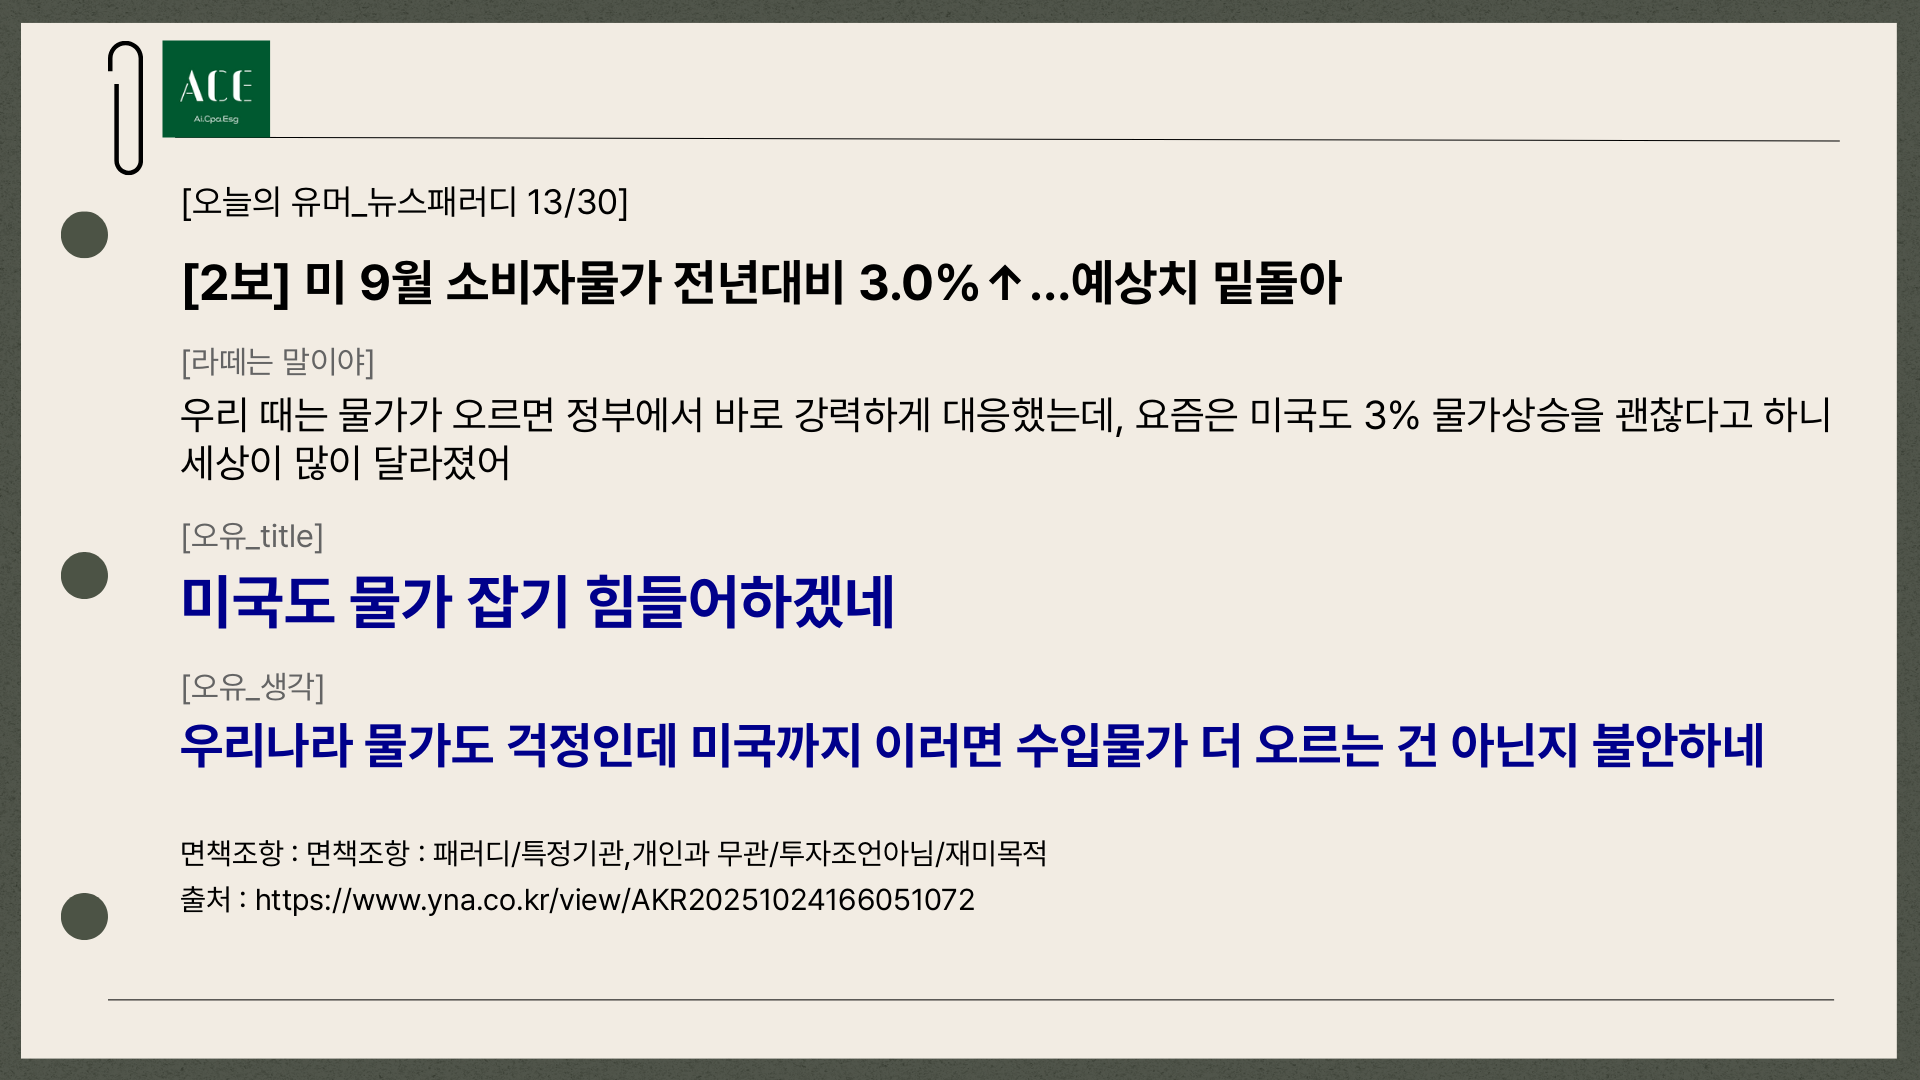 ACE
Ai.Cpa.Esg
[오늘의 유머_뉴스패러디 13/30]
[2보] 미 9월 소비자물가 전년대비 3.0%↑…예상치 밑돌아
[라떼는 말이야]
우리 때는 물가가 오르면 정부에서 바로 강력하게 대응했는데, 요즘은 미국도 3% 물가상승을 괜찮다고 하니
세상이 많이 달라졌어
[오유_title]
미국도 물가 잡기 힘들어하겠네
[오유_생각]
우리나라 물가도 걱정인데 미국까지 이러면 수입물가 더 오르는 건 아닌지 불안하네
면책조항 : 면책조항 : 패러디/특정기관,개인과 무관/투자조언아님/재미목적
출처 : https://www.yna.co.kr/view/AKR20251024166051072